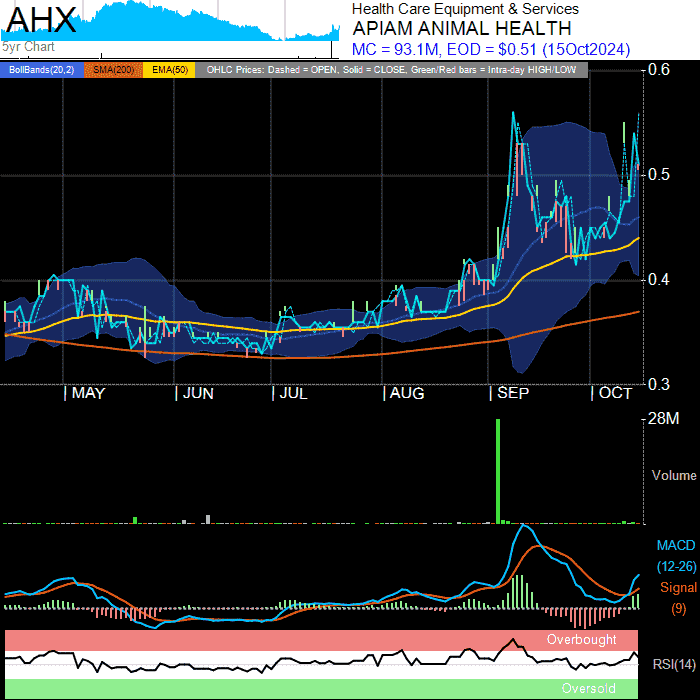 AHX
5yr Chart
Health Care Equipment & Services
APIAM ANIMAL HEALTH
MC = 93.1M, EOD = $0.51 (15Oct2024)
BollBands(20,2) SMA(200) EMA(50) OHLC Prices: Dashed = OPEN, Solid = CLOSE, Green/Red bars = Intra-day HIGH/LOW
0.6
0.5
0.4
0.3
MAY JUN JUL AUG SEP OCT
28M
Volume
MACD
(12-26)
Signal
(9)
Overbought
RSI(14)
Oversold